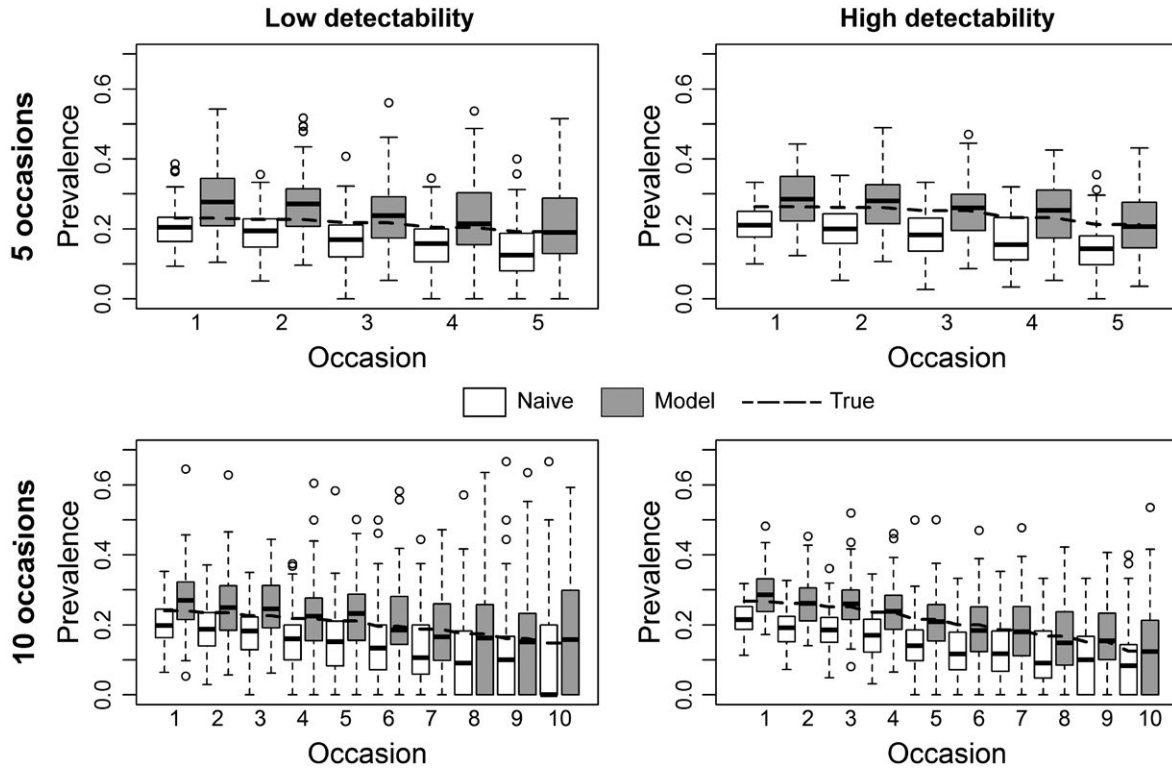 Low detectability
High detectability
5 occasions
Prevalence
0.0 0.2 0.4 0.6
1 2 3 4 5
Occasion
Prevalence
0.0 0.2 0.4 0.6
1 2 3 4 5
Occasion
Naive Model True
10 occasions
Prevalence
0.0 0.2 0.4 0.6
1 2 3 4 5 6 7 8 9 10
Occasion
Prevalence
0.0 0.2 0.4 0.6
1 2 3 4 5 6 7 8 9 10
Occasion